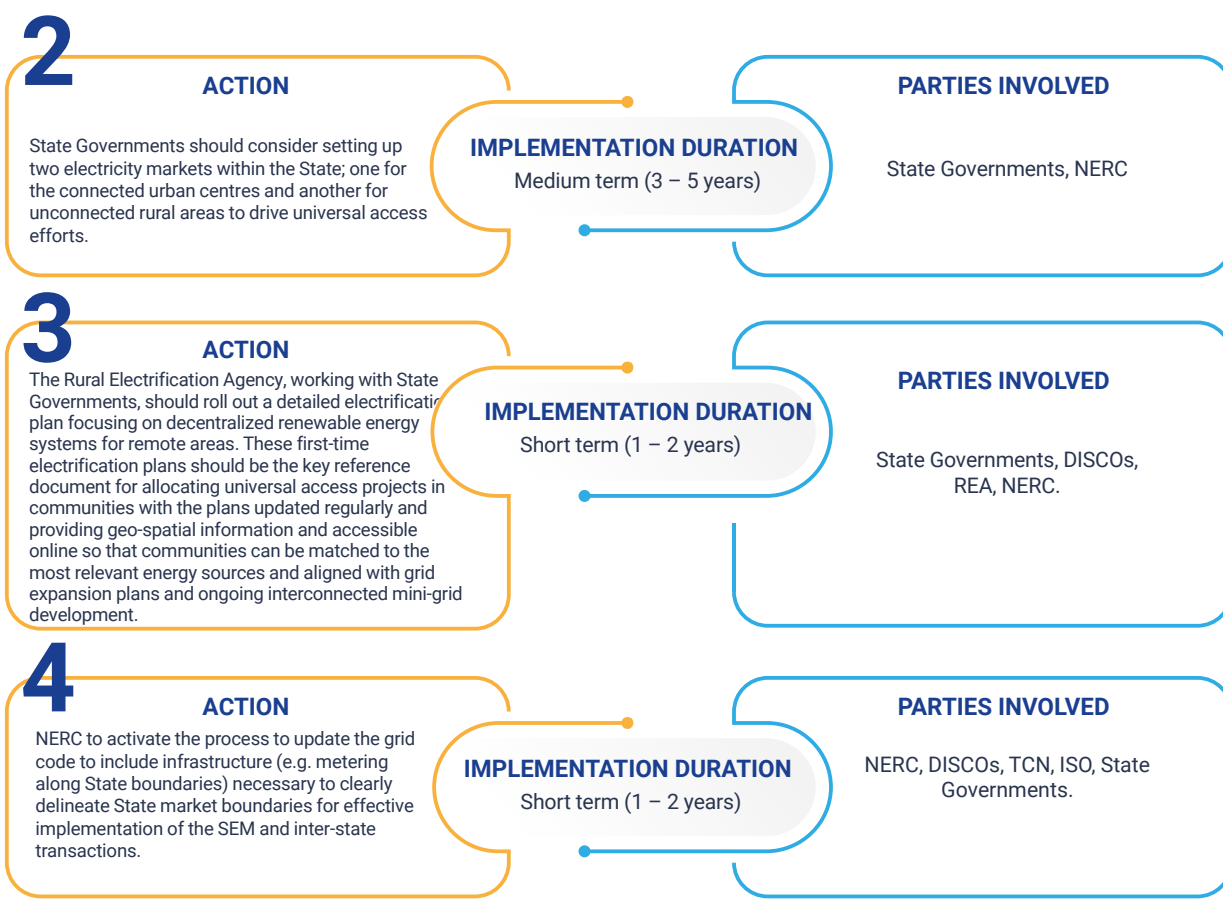 2
ACTION
State Governments should consider setting up
two electricity markets within the State; one for
the connected urban centres and another for
unconnected rural areas to drive universal access
efforts.
IMPLEMENTATION DURATION
Medium term (3 – 5 years)
PARTIES INVOLVED
State Governments, NERC
3
ACTION
The Rural Electrification Agency, working with State
Governments, should roll out a detailed electrificatio
plan focusing on decentralized renewable energy
systems for remote areas. These first-time
electrification plans should be the key reference
document for allocating universal access projects in
communities with the plans updated regularly and
providing geo-spatial information and accessible
online so that communities can be matched to the
most relevant energy sources and aligned with grid
expansion plans and ongoing interconnected mini-grid
development.
IMPLEMENTATION DURATION
Short term (1 – 2 years)
PARTIES INVOLVED
State Governments, DISCOs,
REA, NERC.
4
ACTION
NERC to activate the process to update the grid
code to include infrastructure (e.g. metering
along State boundaries) necessary to clearly
delineate State market boundaries for effective
implementation of the SEM and inter-state
transactions.
IMPLEMENTATION DURATION
Short term (1 – 2 years)
PARTIES INVOLVED
NERC, DISCOs, TCN, ISO, State
Governments.